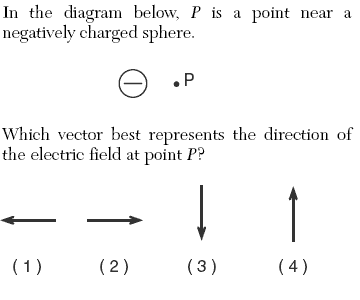 In the diagram below, P is a point near a
negatively charged sphere.
P
Which vector best represents the direction of
the electric field at point P?
(1) (2) (3) (4)